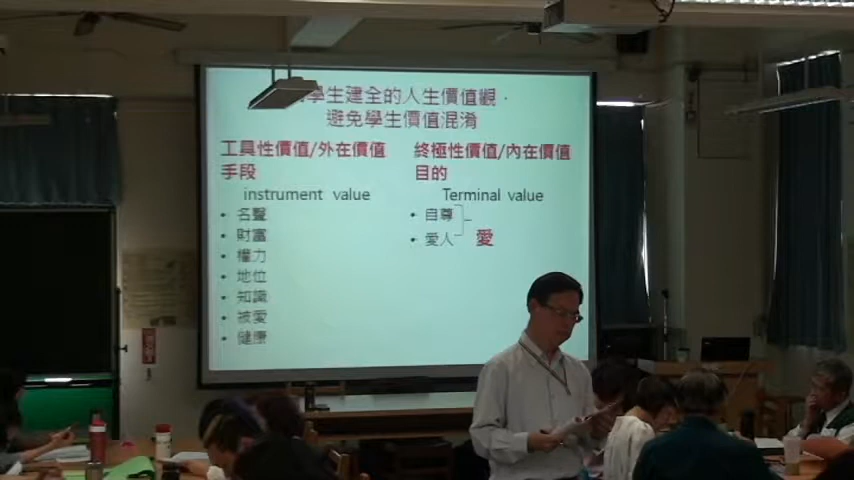 學生建全的人生價值觀·
避免學生價值混淆
工具性價值/外在價值
手段
instrument value
• 名聲
• 財富
• 權力
• 地位
• 知識
• 被愛
• 健康
終極性價值/內在價值
目的
Terminal value
• 自尊
• 愛人
愛